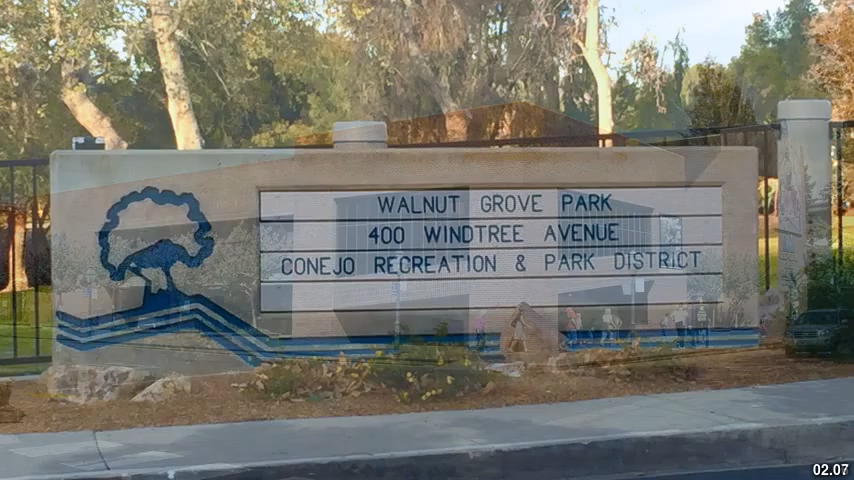 WALNUT GROVE PARK
400 WINDTREE AVENUE
CONEJO RECREATION & PARK DISTRICT
02.07